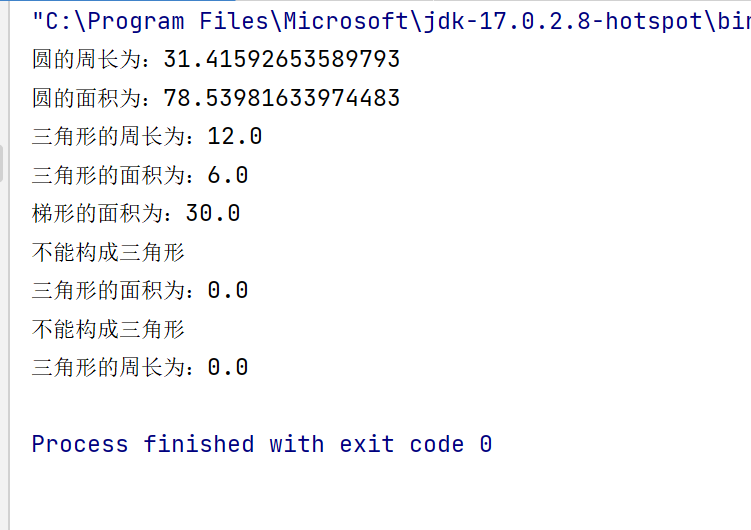 "C:\Program Files\Microsoft\jdk-17.0.2.8-hotspot\bin
圆的周长为：31.41592653589793
圆的面积为：78.53981633974483
三角形的周长为：12.0
三角形的面积为：6.0
梯形的面积为：30.0
不能构成三角形
三角形的面积为：0.0
不能构成三角形
三角形的周长为：0.0
Process finished with exit code 0